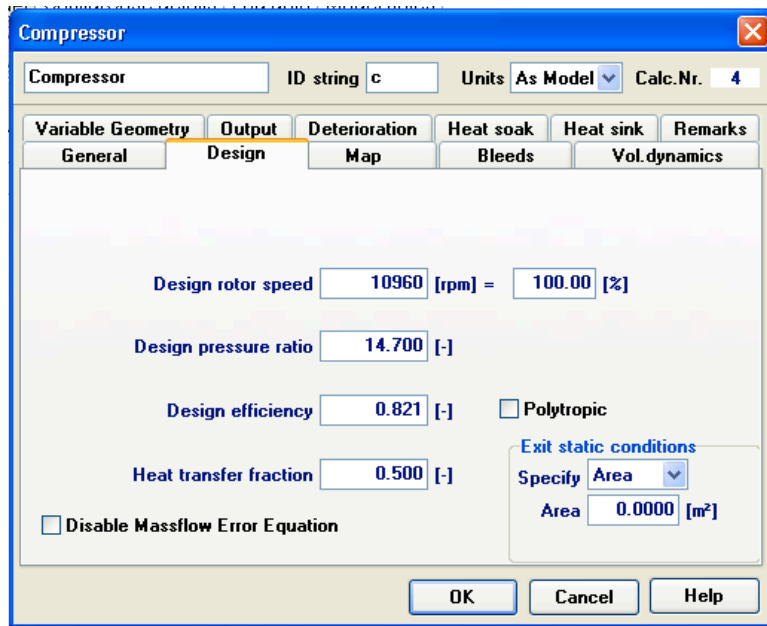 Compressor
Compressor ID string c Units As Model Calc.Nr. 4
Variable Geometry Output Deterioration Heat soak Heat sink Remarks
General Design Map Bleeds Vol.dynamics
Design rotor speed 10960 [rpm] = 100.00 [%]
Design pressure ratio 14.700 [-]
Design efficiency 0.821 [-] Polytropic
Exit static conditions
Heat transfer fraction 0.500 [-] Specify Area
Area 0.0000 [m²]
Disable Massflow Error Equation
OK Cancel Help